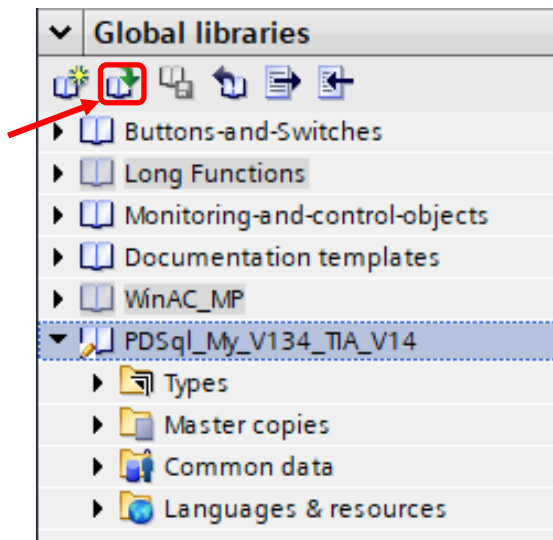 Global libraries
Buttons-and-Switches
Long Functions
Monitoring-and-control-objects
Documentation templates
WinAC_MP
PDSql_My_V134_TIA_V14
Types
Master copies
Common data
Languages & resources